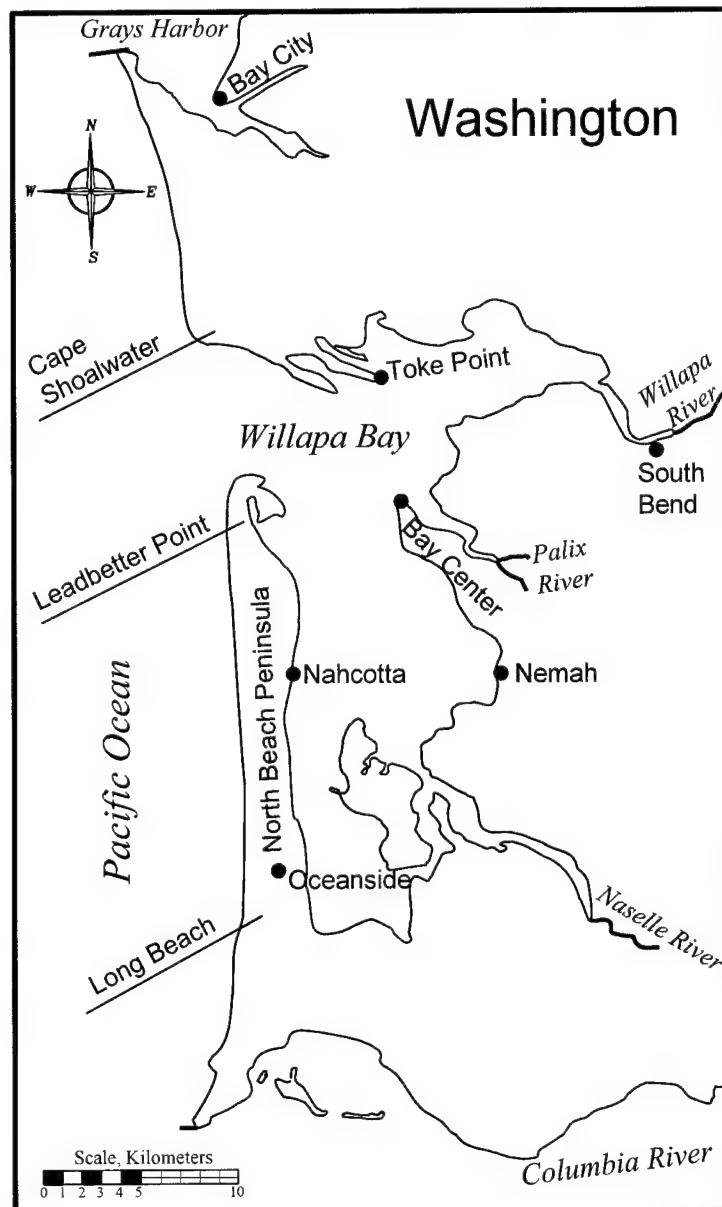 Grays Harbor
Bay City
Washington
N
W
E
S
Cape
Shoalwater
Toke Point
Willapa
River
Willapa Bay
South
Bend
Leadbetter Point
Bay Center
Palix
River
North Beach Peninsula
Nahcotta
Nemah
Pacific Ocean
Oceanside
Long Beach
Naselle River
Scale, Kilometers
0 1 2 3 4 5 10
Columbia River